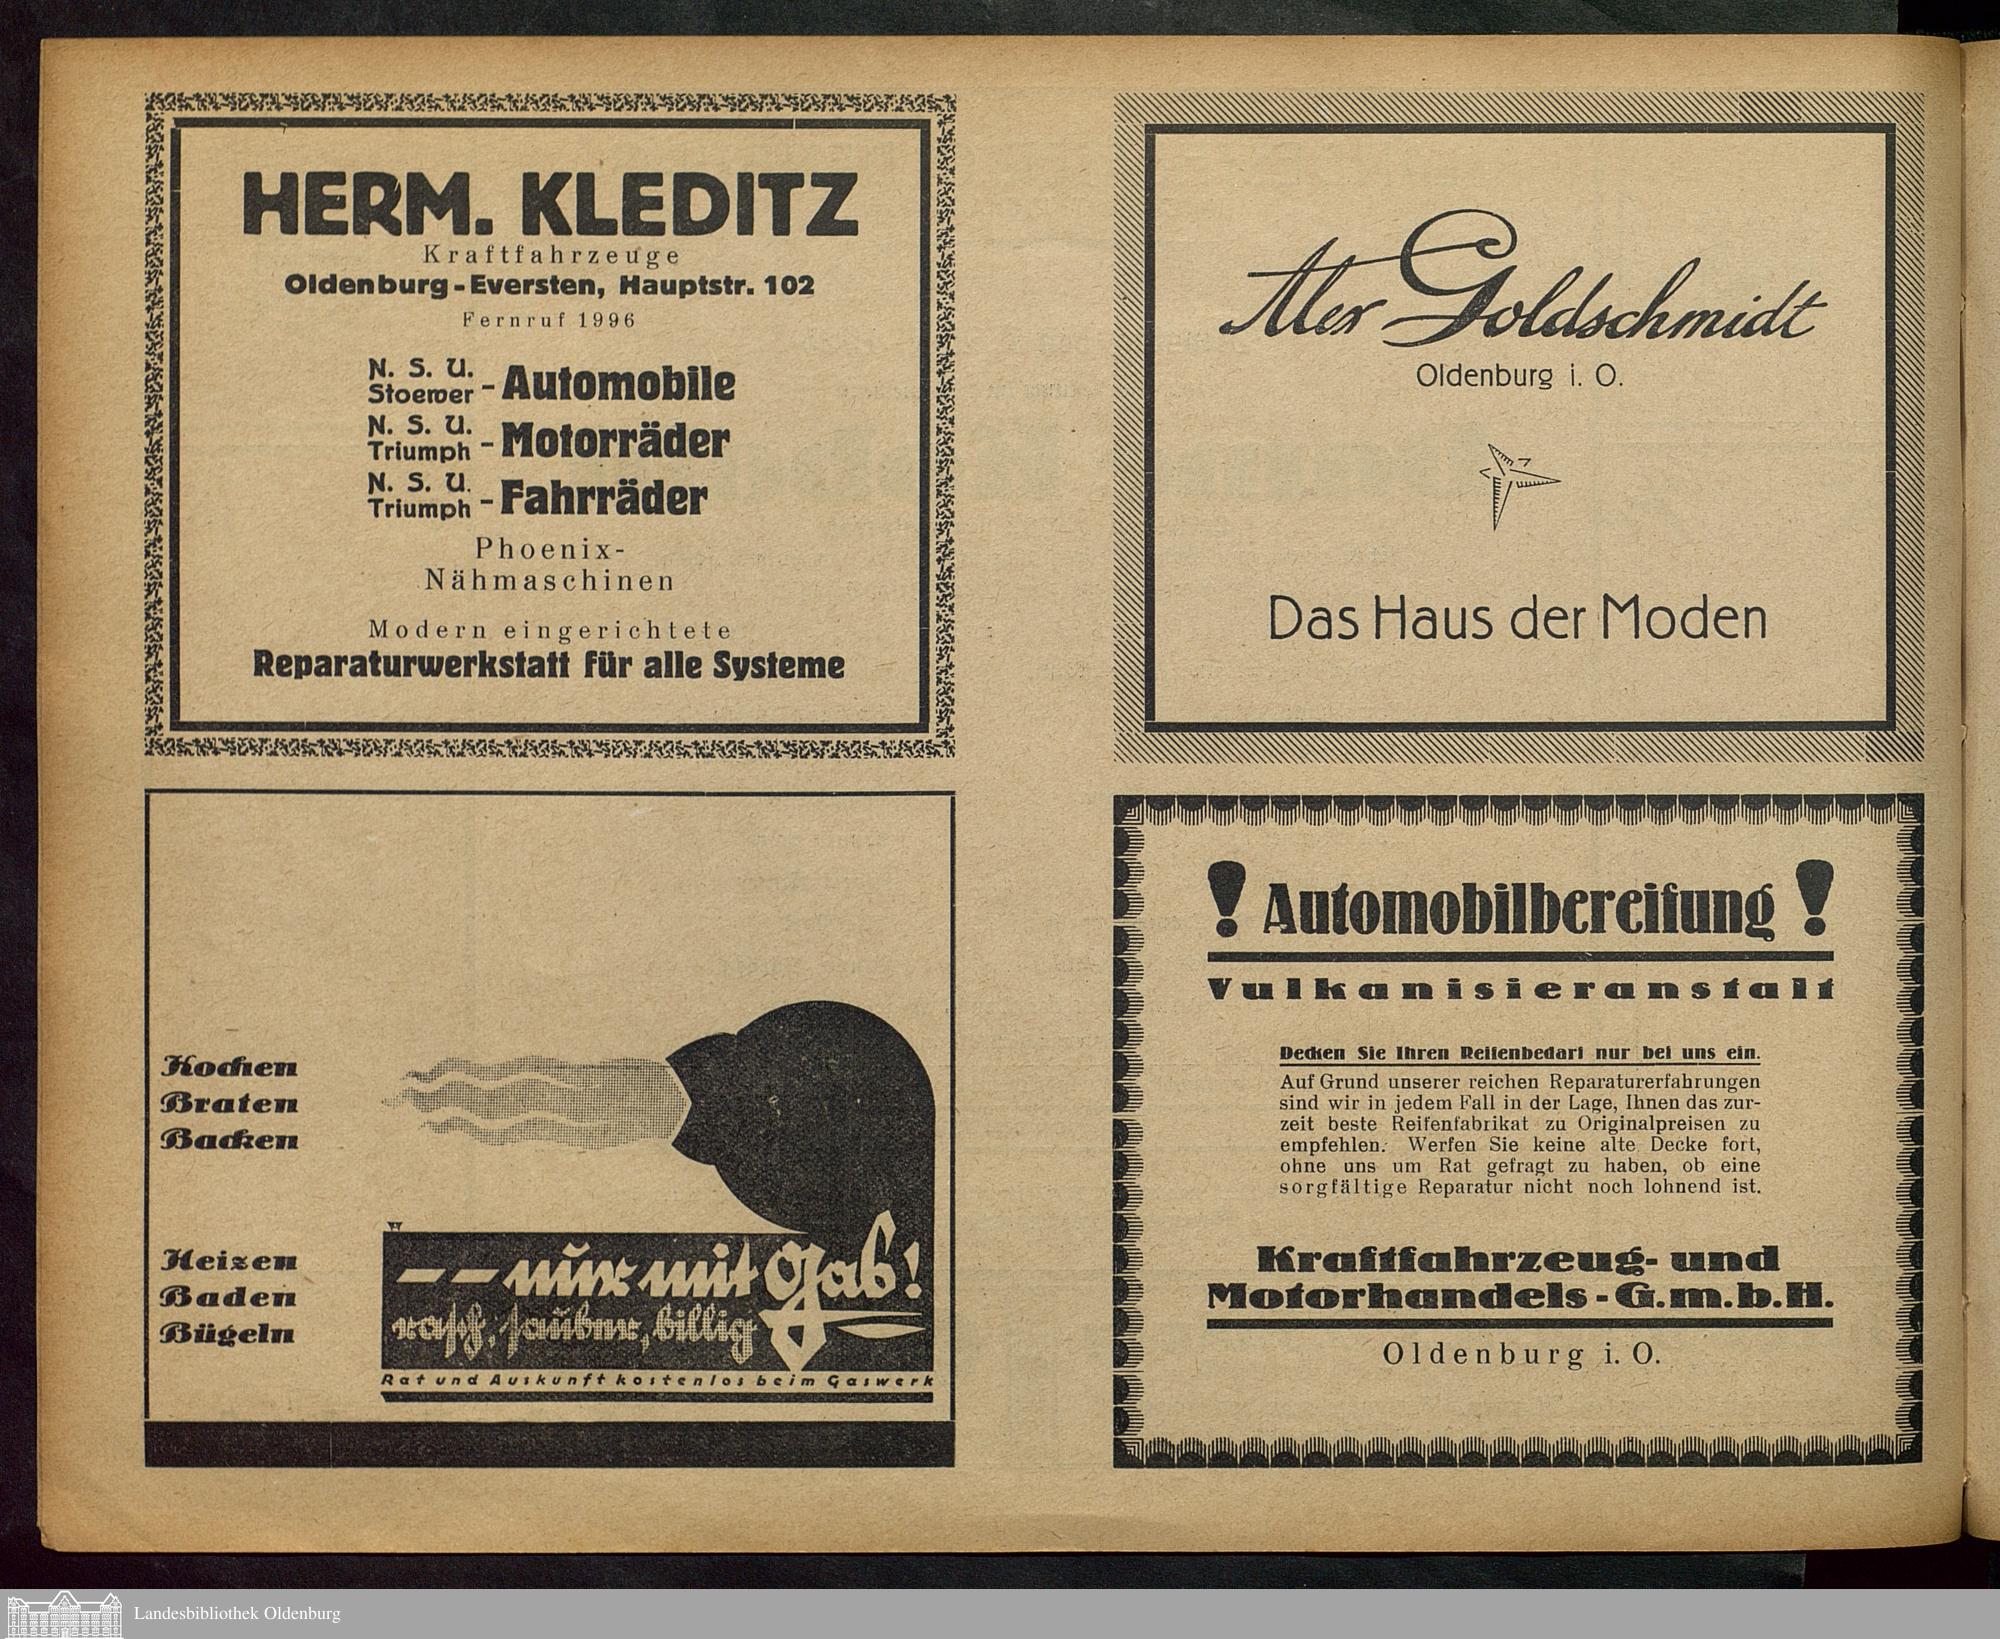 HERM. KLEDITZ
Kraftfahrzeuge
Oldenburg-Eversten, Hauptstr. 102
Fernruf 1996
N. S. U.
Stoewer - Automobile
N. S. U.
Triumph - Motorräder
N. S. U.
Triumph - Fahrräder
Phoenix-
Nähmaschinen
Modern eingerichtete
Reparaturwerkstatt für alle Systeme
Alex Goldschmidt
Oldenburg i. O.
Das Haus der Moden
Kochen
Braten
Backen
Heizen
Baden
Bügeln
— — nur mit Gas!
rasch, sauber, billig
Rat und Auskunft kostenlos beim Gaswerk
! Automobilbereifung !
Vulkanisieranstalt
Decken Sie Ihren Reifenbedarf nur bei uns ein.
Auf Grund unserer reichen Reparaturerfahrungen
sind wir in jedem Fall in der Lage, Ihnen das zur-
zeit beste Reifenfabrikat zu Originalpreisen zu
empfehlen. Werfen Sie keine alte Decke fort,
ohne uns um Rat gefragt zu haben, ob eine
sorgfältige Reparatur nicht noch lohnend ist.
Kraftfahrzeug- und
Motorhandels-G.m.b.H.
Oldenburg i. O.
Landesbibliothek Oldenburg